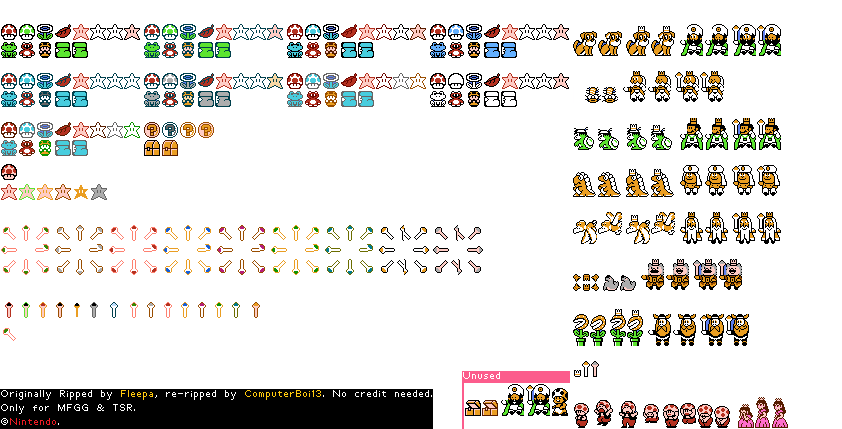 Unused
Originally Ripped by Fleepa, re-ripped by ComputerBoi13. No credit needed.
Only for MFGG & TSR.
©Nintendo.